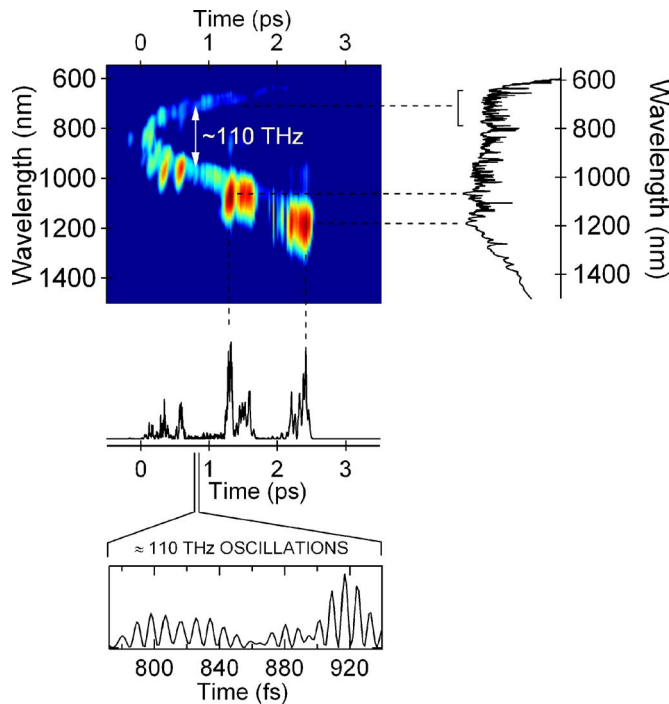 Time (ps)
0 1 2 3
Wavelength (nm)
600
800
1000
1200
1400
~110 THz
600
800
1000
1200
1400
Wavelength (nm)
0 1 2 3
Time (ps)
≈ 110 THz OSCILLATIONS
800 840 880 920
Time (fs)